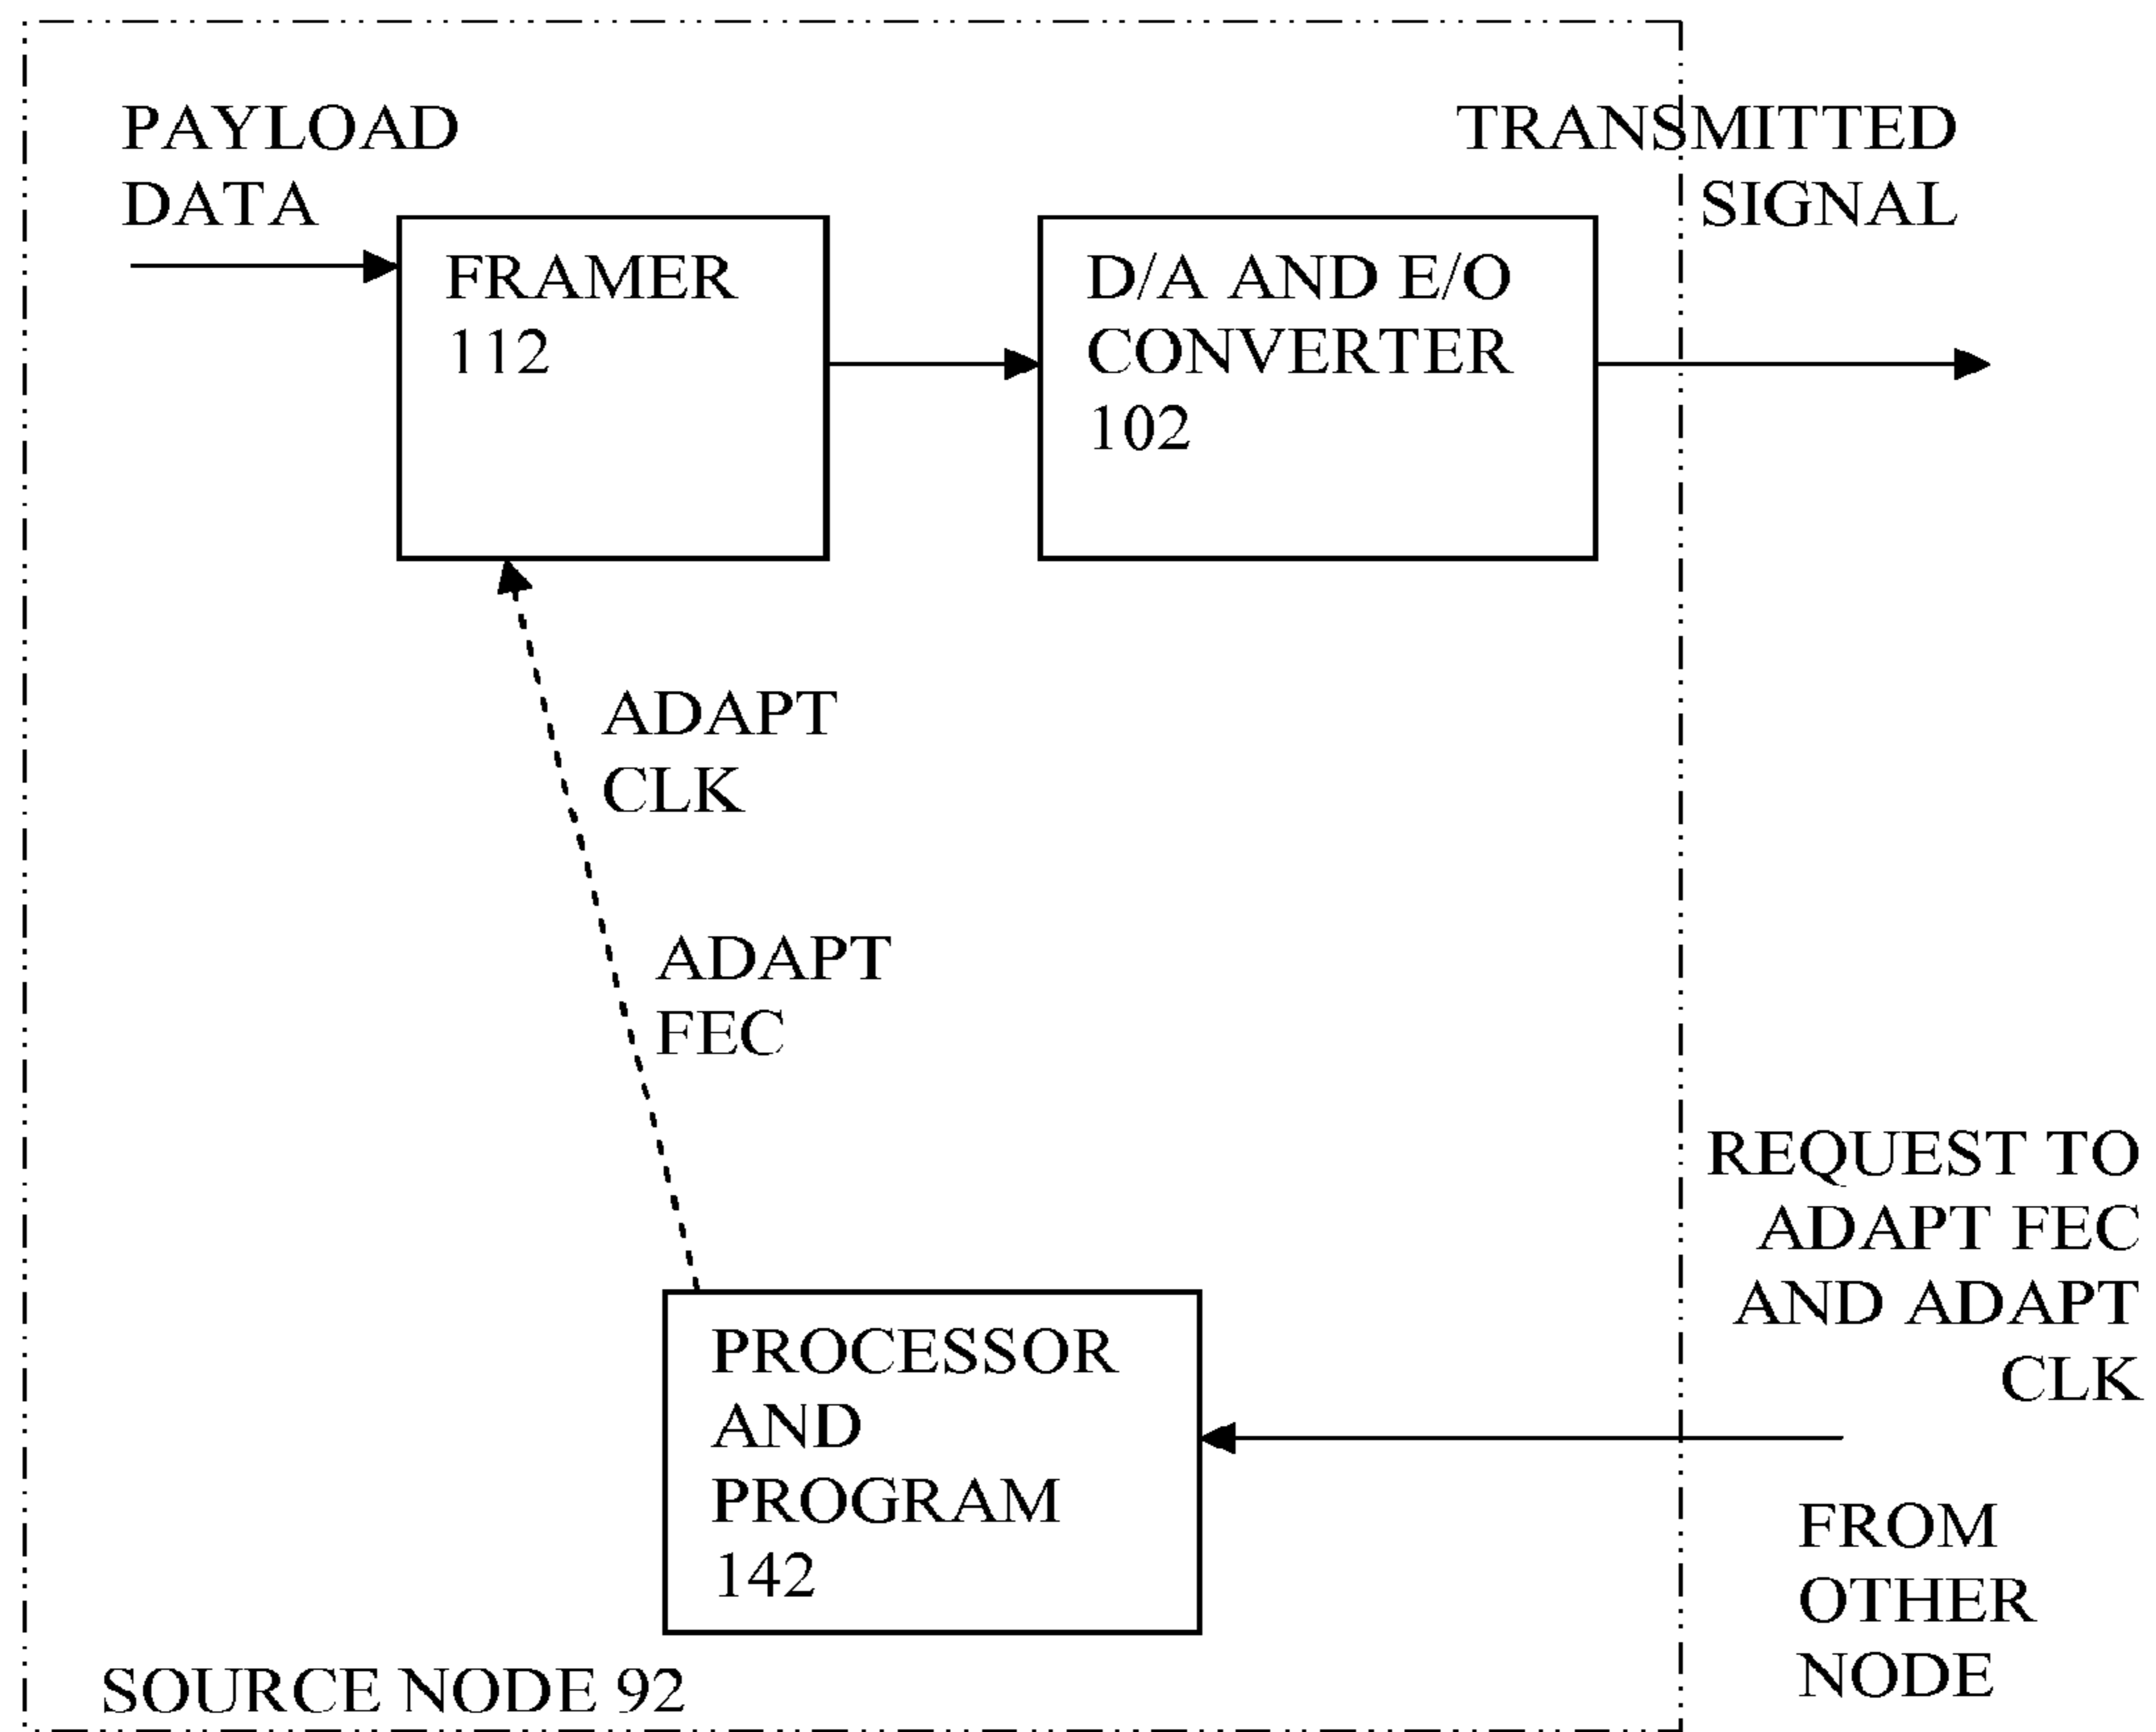 PAYLOAD
DATA
TRANSMITTED
SIGNAL
FRAMER
112
D/A AND E/O
CONVERTER
102
ADAPT
CLK
ADAPT
FEC
REQUEST TO
ADAPT FEC
AND ADAPT
CLK
PROCESSOR
AND
PROGRAM
142
FROM
OTHER
NODE
SOURCE NODE 92